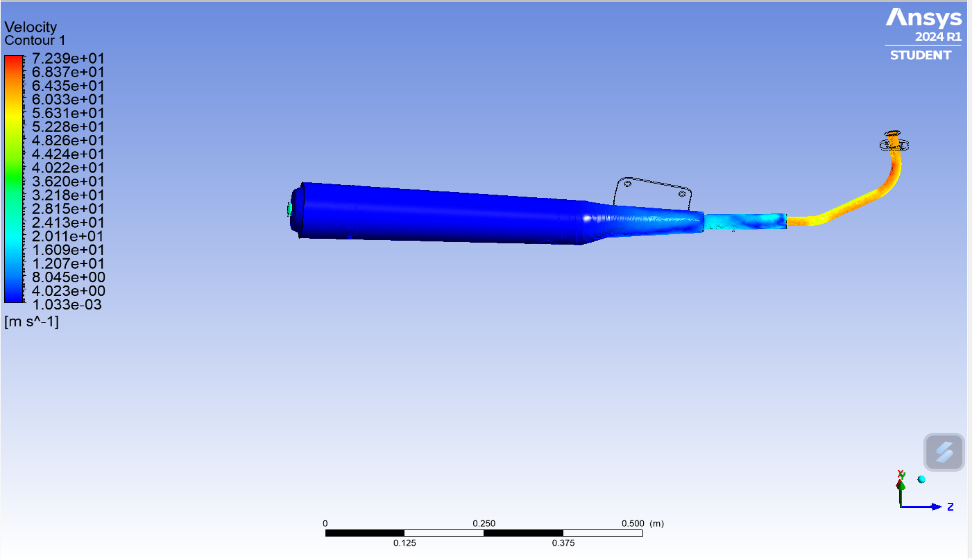 Velocity
Contour 1
7.239e+01
6.837e+01
6.435e+01
6.033e+01
5.631e+01
5.228e+01
4.826e+01
4.424e+01
4.022e+01
3.620e+01
3.218e+01
2.815e+01
2.413e+01
2.011e+01
1.609e+01
1.207e+01
8.045e+00
4.023e+00
1.033e-03
[m s^-1]
Ansys
2024 R1
STUDENT
0 0.250 0.500 (m)
0.125 0.375
Z